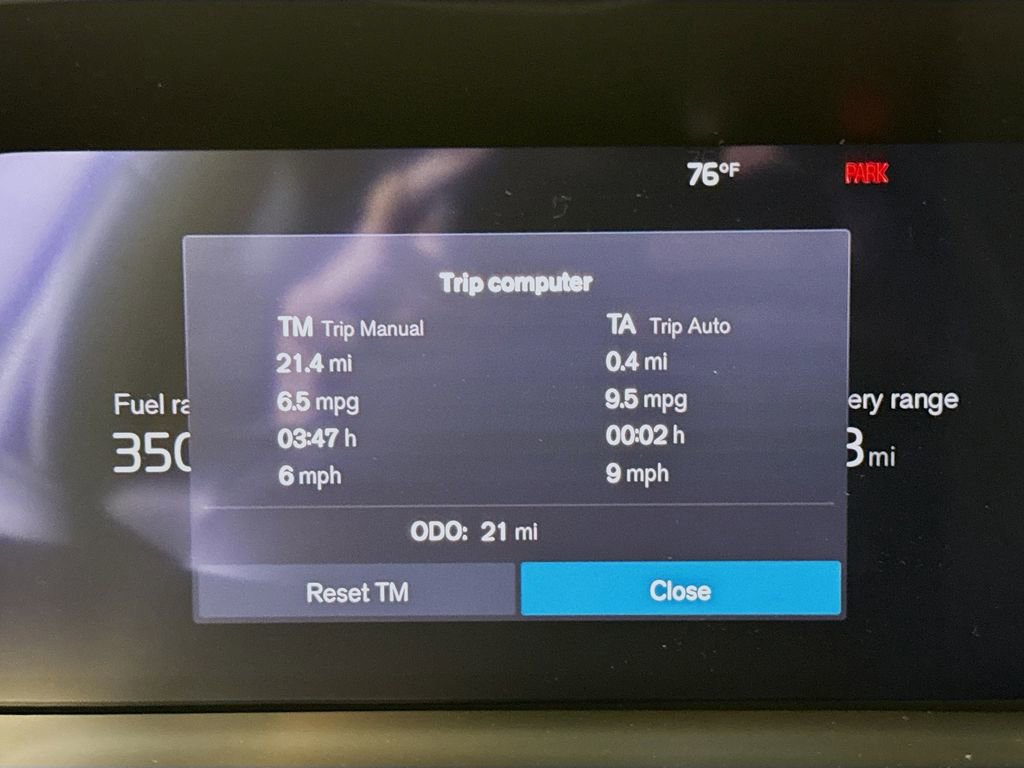 76°F PARK
Trip computer
TM Trip Manual TA Trip Auto
21.4 mi 0.4 mi
6.5 mpg 9.5 mpg
03:47 h 00:02 h
6 mph 9 mph
Fuel ra ery range
350 mi
ODO: 21 mi
Reset TM Close